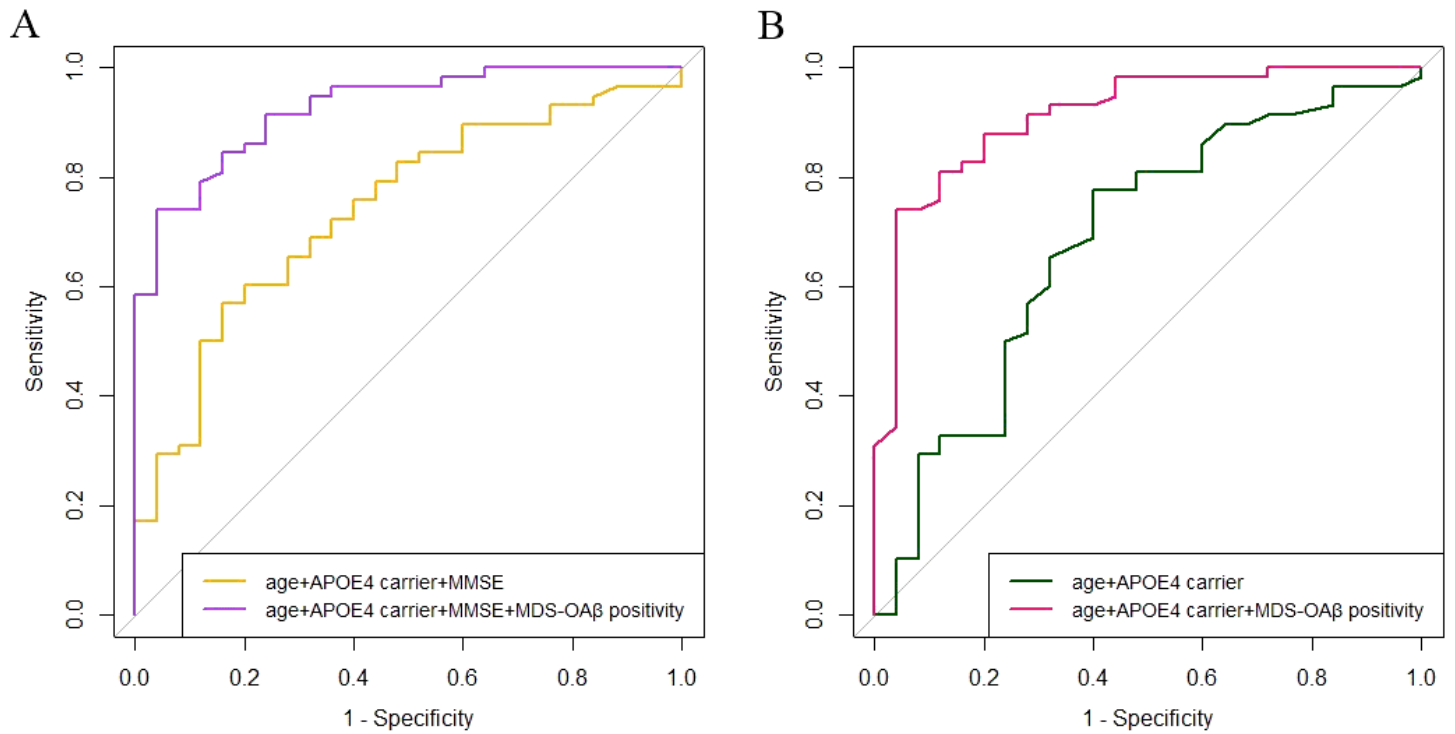 A
B
Sensitivity
0.0 0.2 0.4 0.6 0.8 1.0
age+APOE4 carrier+MMSE
age+APOE4 carrier+MMSE+MDS-OAβ positivity
0.0 0.2 0.4 0.6 0.8 1.0
1 - Specificity
Sensitivity
0.0 0.2 0.4 0.6 0.8 1.0
age+APOE4 carrier
age+APOE4 carrier+MDS-OAβ positivity
0.0 0.2 0.4 0.6 0.8 1.0
1 - Specificity